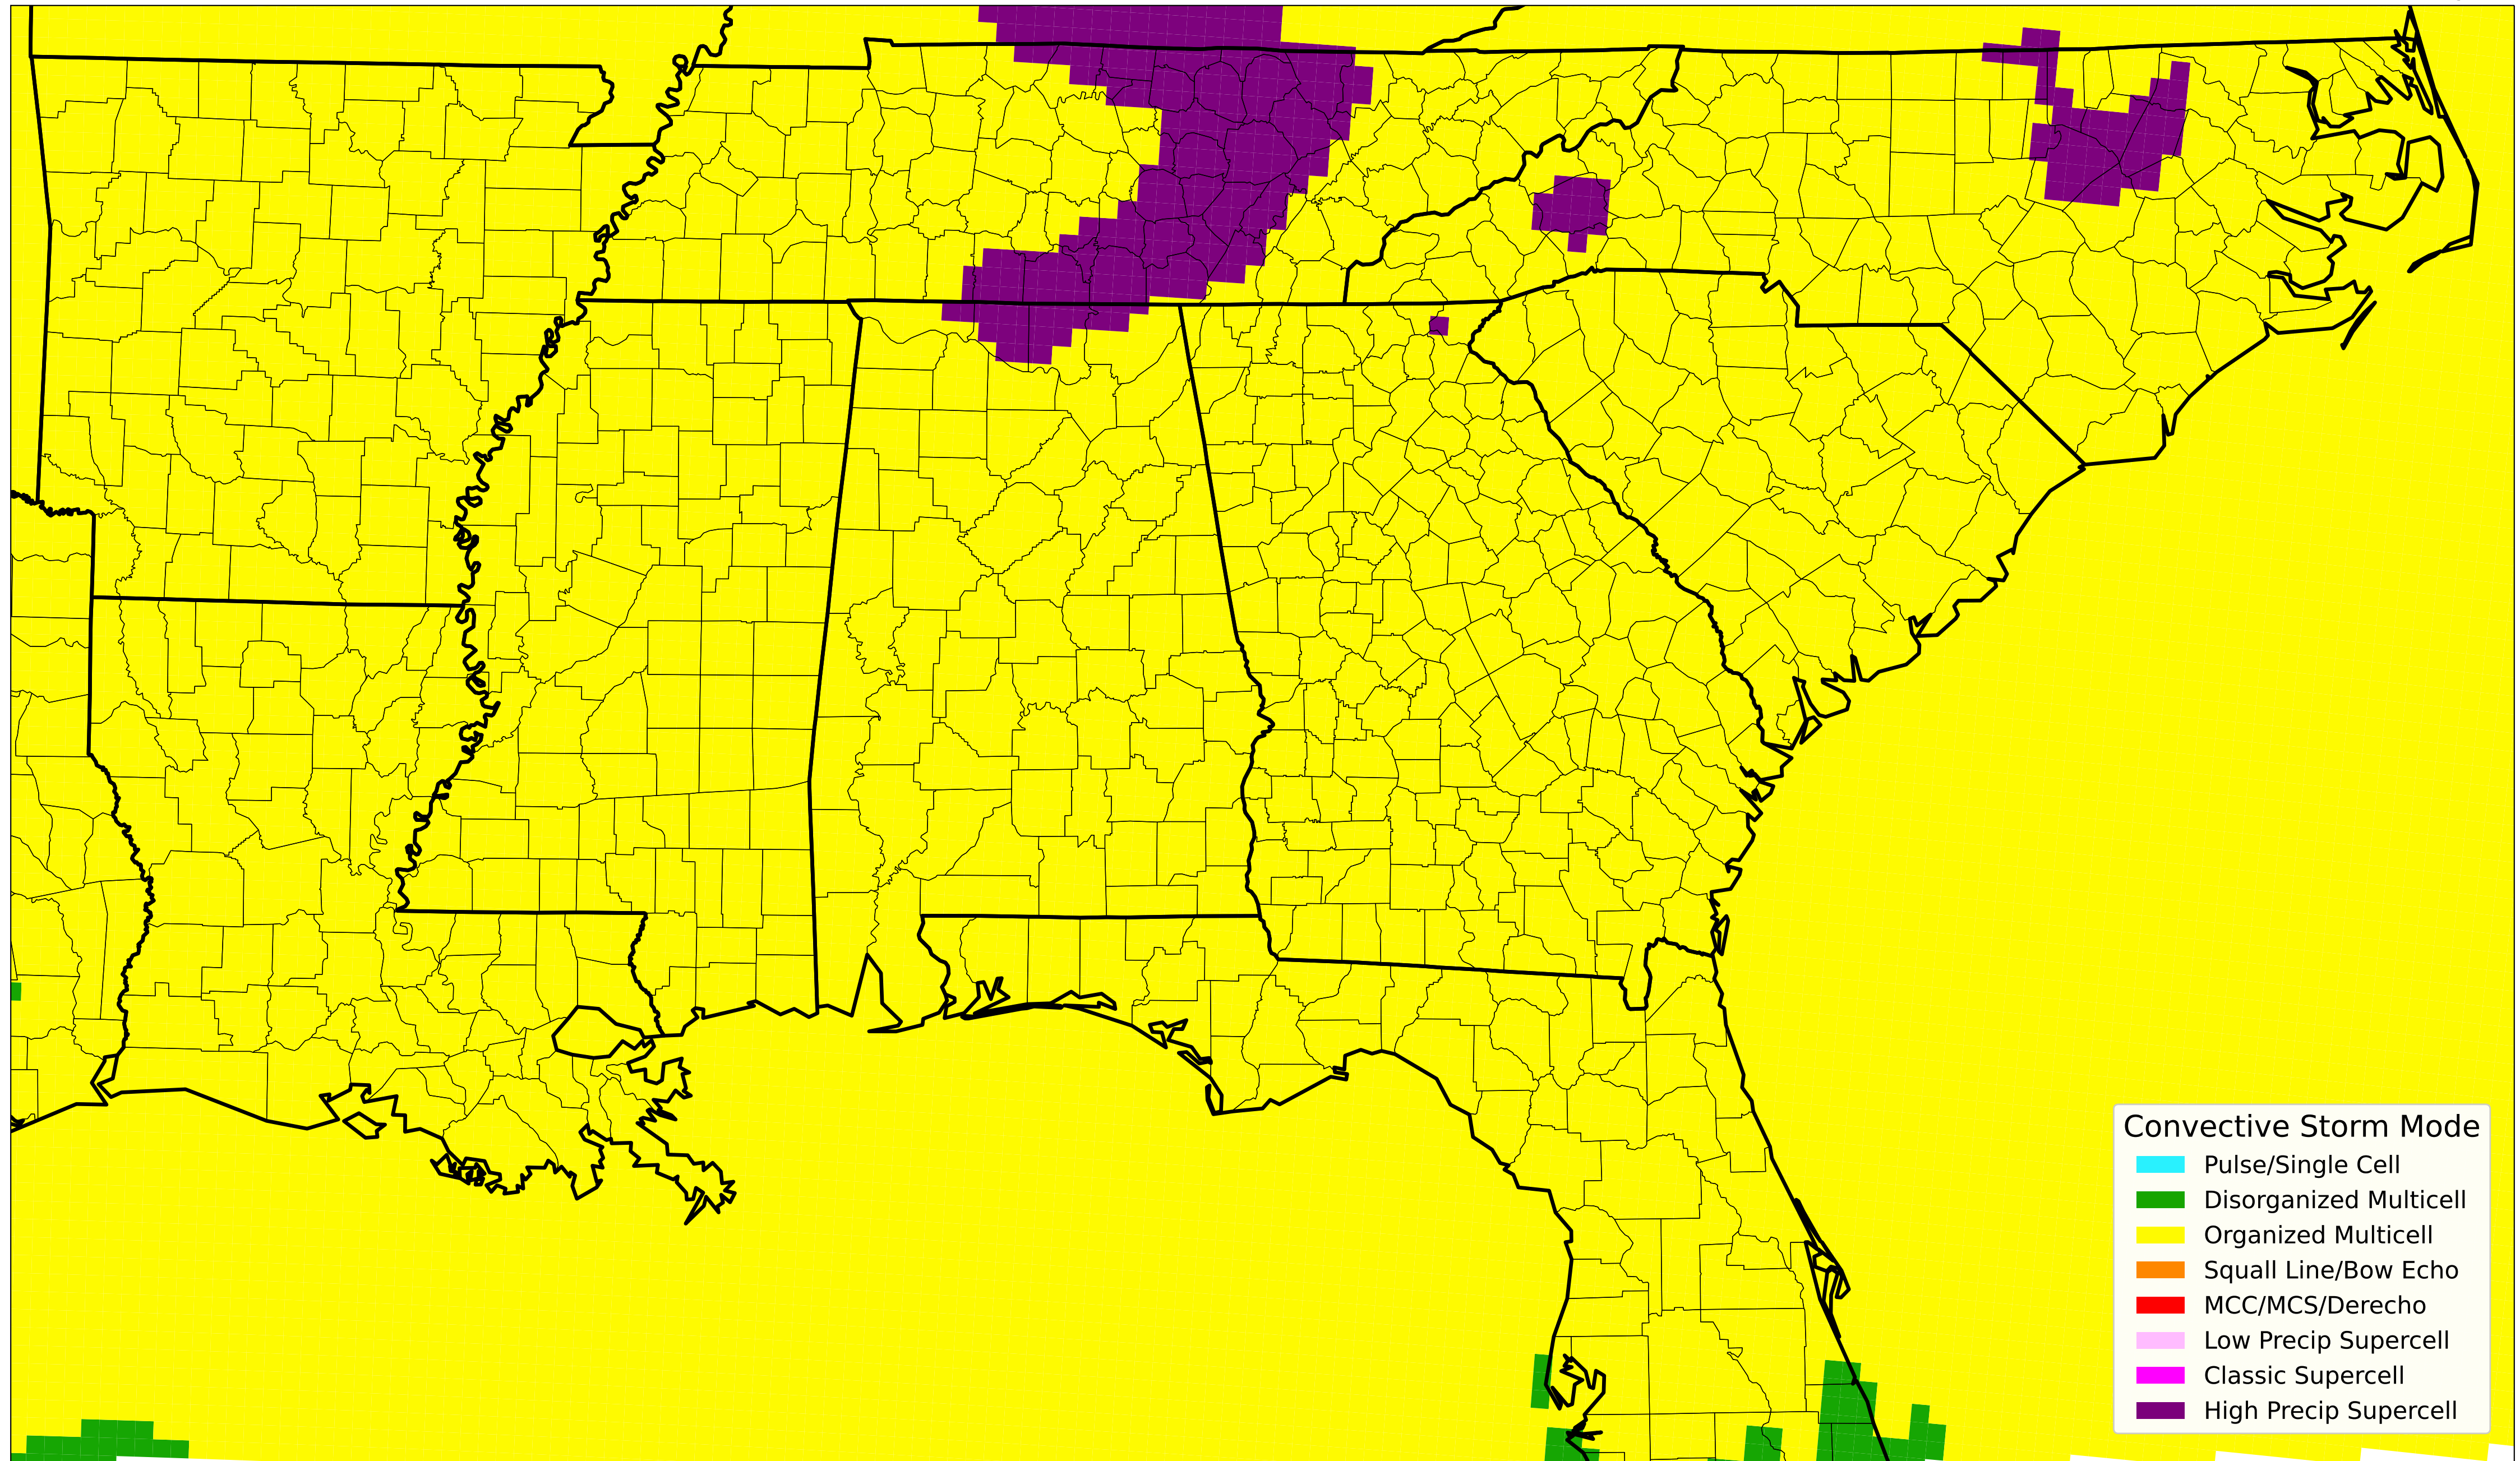 Convective Storm Mode
Pulse/Single Cell
Disorganized Multicell
Organized Multicell
Squall Line/Bow Echo
MCC/MCS/Derecho
Low Precip Supercell
Classic Supercell
High Precip Supercell